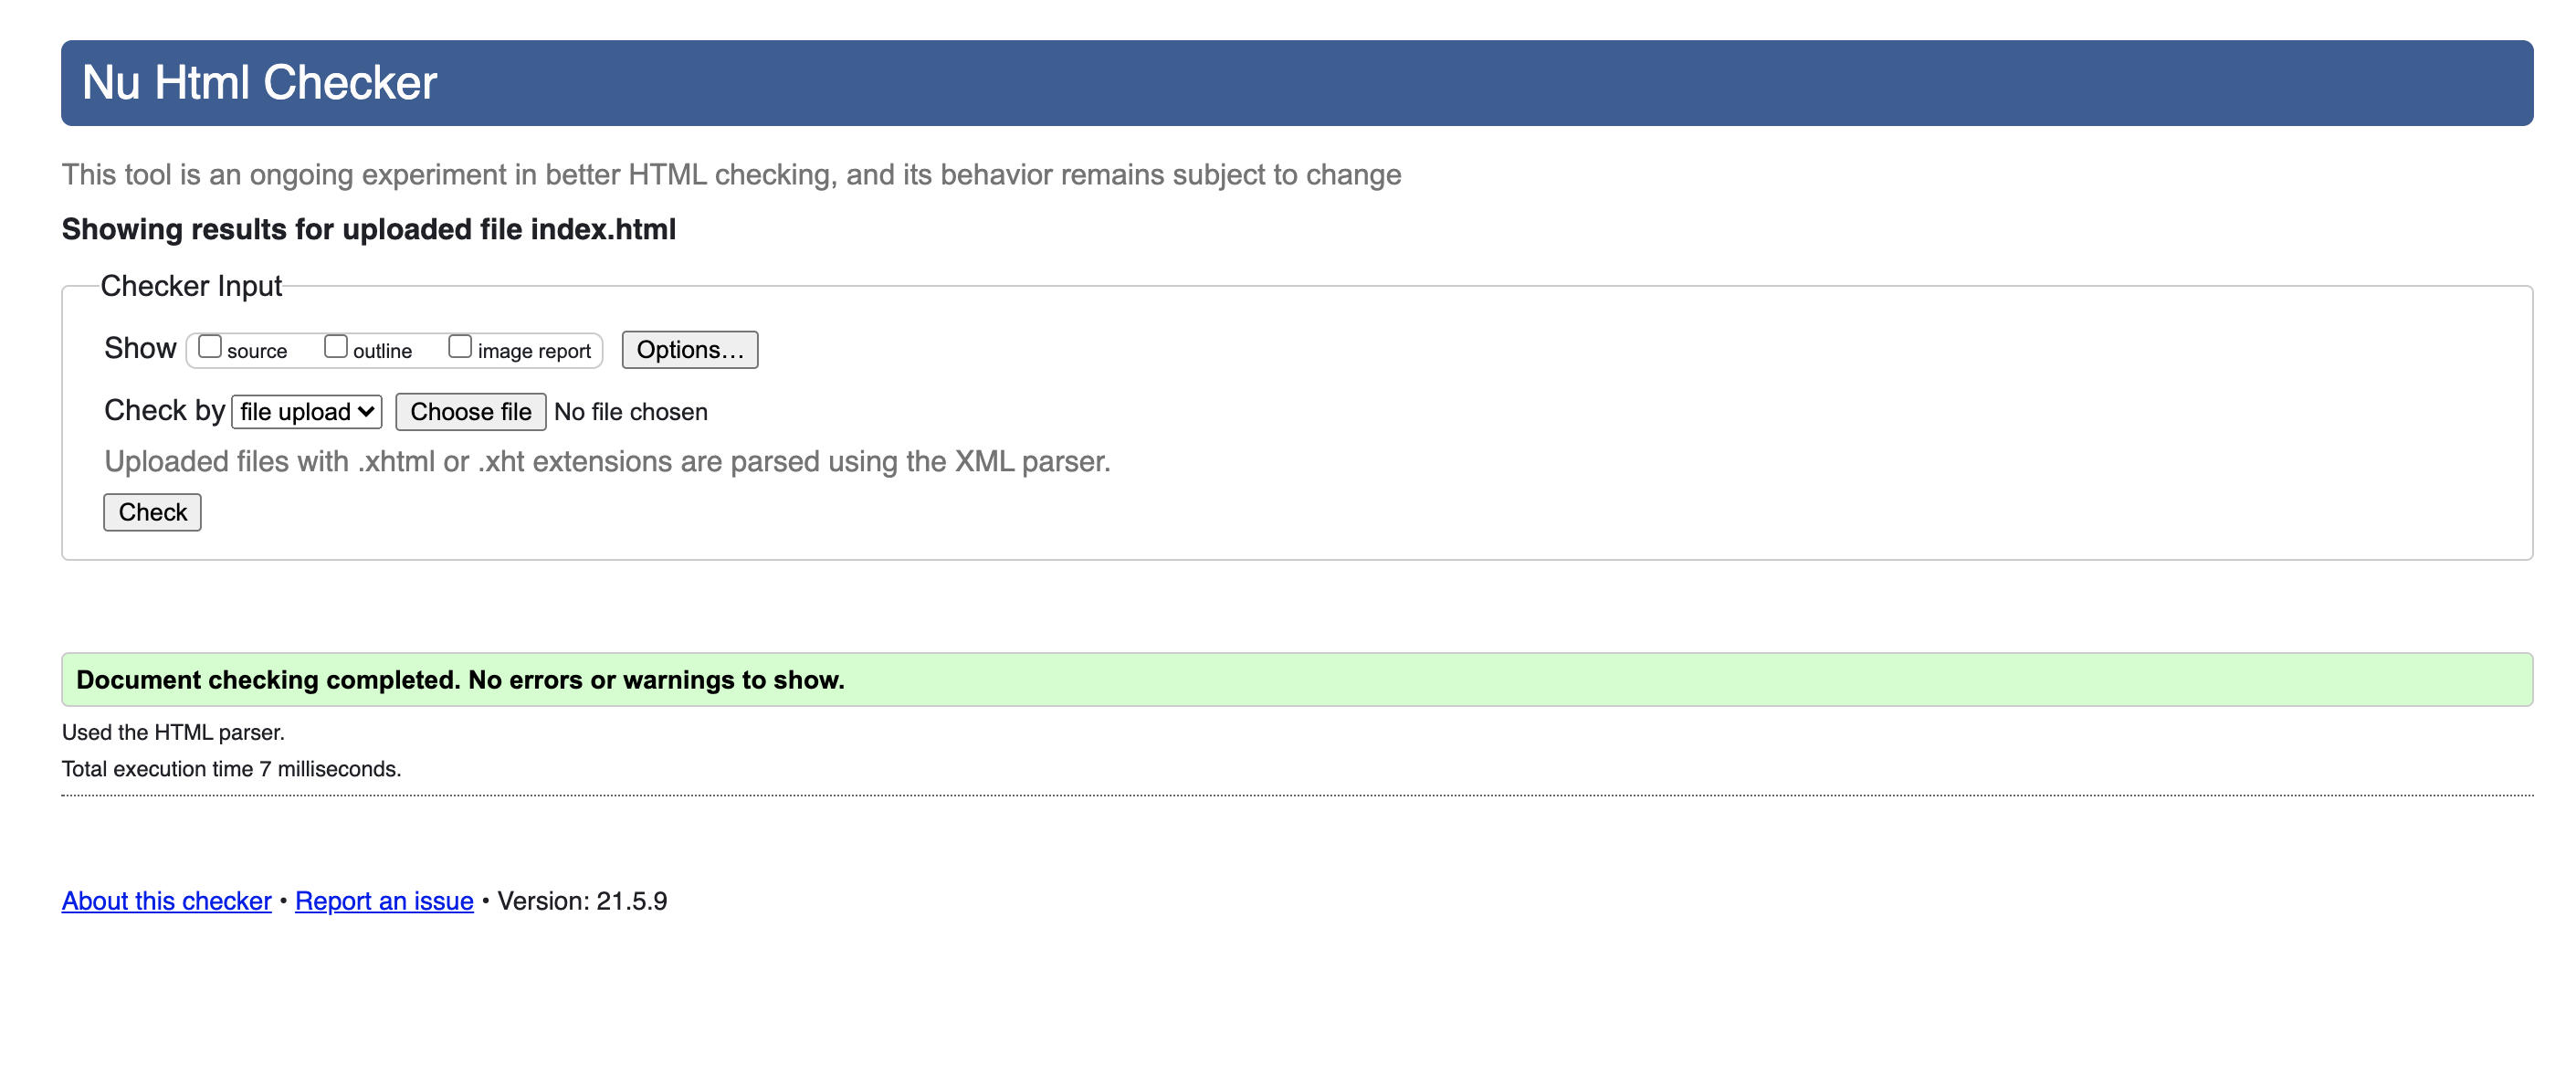 Nu Html Checker
This tool is an ongoing experiment in better HTML checking, and its behavior remains subject to change
Showing results for uploaded file index.html
Checker Input
Show source outline image report Options...
Check by file upload Choose file No file chosen
Uploaded files with .xhtml or .xht extensions are parsed using the XML parser.
Check
Document checking completed. No errors or warnings to show.
Used the HTML parser.
Total execution time 7 milliseconds.
About this checker • Report an issue • Version: 21.5.9